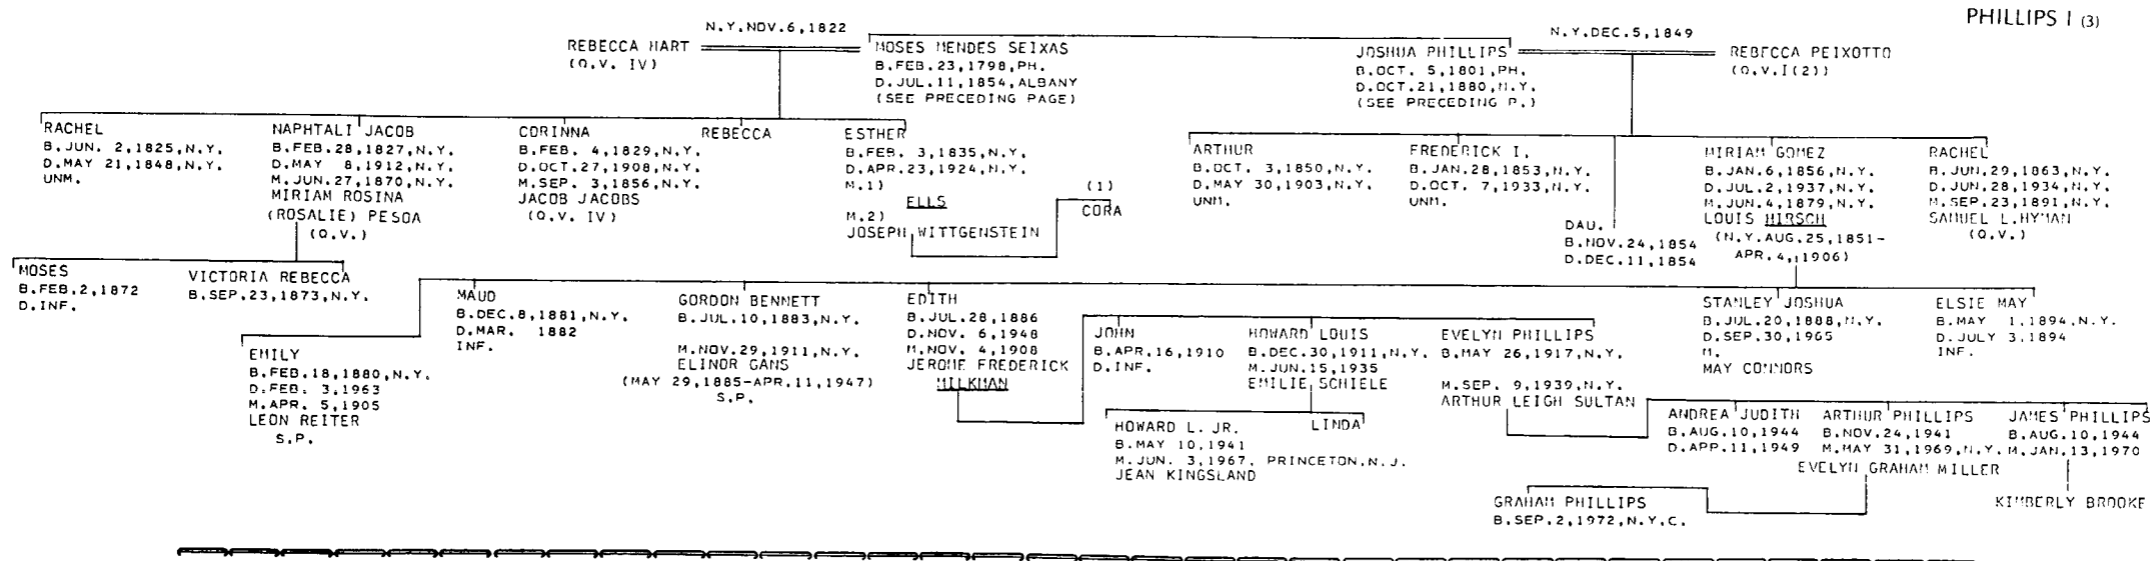 PHILLIPS I (3)
N.Y.NOV.6,1822
REBECCA HART
(Q.V. IV)
MOSES MENDES SEIXAS
B.FEB.23,1798,PH.
D.JUL.11,1854,ALBANY
(SEE PRECEDING PAGE)
N.Y.DEC.5,1849
JOSHUA PHILLIPS
B.OCT. 5,1801,PH.
D.OCT.21,1880,N.Y.
(SEE PRECEDING P.)
REBECCA PEIXOTTO
(Q.V.I(2))
RACHEL
B.JUN. 2,1825,N.Y.
D.MAY 21,1848,N.Y.
UNM.
NAPHTALI JACOB
B.FEB.28,1827,N.Y.
D.MAY 8,1912,N.Y.
M.JUN.27,1870,N.Y.
MIRIAM ROSINA
(ROSALIE) PESOA
(Q.V.)
CORINNA
B.FEB. 4,1829,N.Y.
D.OCT.27,1908,N.Y.
M.SEP. 3,1856,N.Y.
JACOB JACOBS
(Q.V. IV)
REBECCA
ESTHER
B.FEB. 3,1835,N.Y.
D.APR.23,1924,N.Y.
M.1)
ELLS
M.2)
JOSEPH WITTGENSTEIN
(1)
CORA
ARTHUR
B.OCT. 3,1850,N.Y.
D.MAY 30,1903,N.Y.
UNM.
FREDERICK I.
B.JAN.28,1853,N.Y.
D.OCT. 7,1933,N.Y.
UNM.
DAU.
B.NOV.24,1854
D.DEC.11,1854
MIRIAM GOMEZ
B.JAN.6,1856,N.Y.
D.JUL.2,1937,N.Y.
M.JUN.4,1879,N.Y.
LOUIS HIRSCH
(N.Y.AUG.25,1851-
APR.4,1906)
RACHEL
B.JUN.29,1863,N.Y.
D.JUN.28,1934,N.Y.
M.SEP.23,1891,N.Y.
SAMUEL L.HYMAN
(Q.V.)
MOSES
B.FEB.2,1872
D.INF.
VICTORIA REBECCA
B.SEP.23,1873,N.Y.
EMILY
B.FEB.18,1880,N.Y.
D.FEB. 3,1963
M.APR. 5,1905
LEON REITER
S.P.
MAUD
B.DEC.8,1881,N.Y.
D.MAR. 1882
INF.
GORDON BENNETT
B.JUL.10,1883,N.Y.
M.NOV.29,1911,N.Y.
ELINOR GANS
(MAY 29,1885-APR.11,1947)
S.P.
EDITH
B.JUL.28,1886
D.NOV. 6,1948
M.NOV. 4,1908
JEROME FREDERICK
MILKMAN
JOHN
B.APR.16,1910
D.INF.
HOWARD LOUIS
B.DEC.30,1911,N.Y.
M.JUN.15,1935
EMILIE SCHIELE
EVELYN PHILLIPS
B.MAY 26,1917,N.Y.
M.SEP. 9,1939,N.Y.
ARTHUR LEIGH SULTAN
STANLEY JOSHUA
B.JUL.20,1888,N.Y.
D.SEP.30,1965
M.
MAY CONNORS
ELSIE MAY
B.MAY 1,1894,N.Y.
D.JULY 3,1894
INF.
HOWARD L. JR.
B.MAY 10,1941
M.JUN. 3,1967, PRINCETON,N.J.
JEAN KINGSLAND
LINDA
ANDREA JUDITH
B.AUG.10,1944
D.APP.11,1949
ARTHUR PHILLIPS
B.NOV.24,1941
M.MAY 31,1969,N.Y.
EVELYN GRAHAM MILLER
JAMES PHILLIPS
B.AUG.10,1944
M.JAN.13,1970
KIMBERLY BROOKE
GRAHAM PHILLIPS
B.SEP.2,1972,N.Y.C.